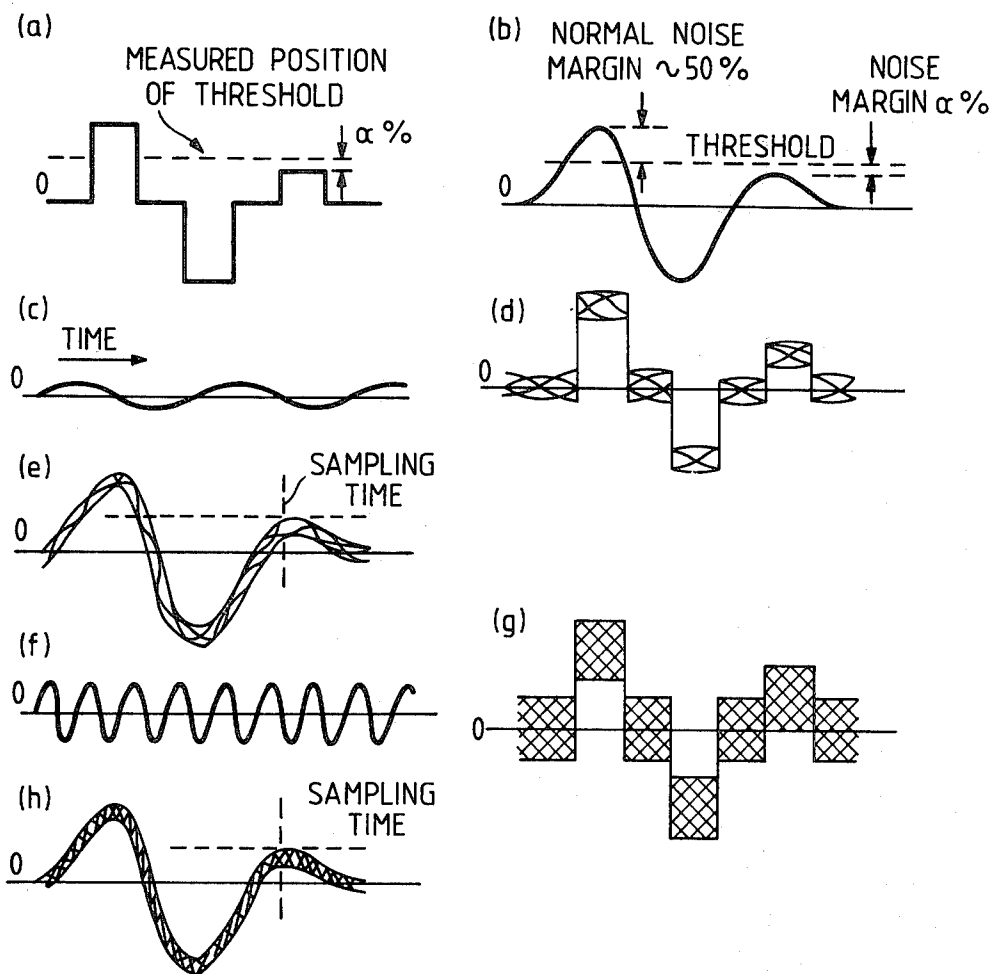 (a)
MEASURED POSITION
OF THRESHOLD
α %
0
(b)
NORMAL NOISE
MARGIN ~50 %
NOISE
MARGIN α %
THRESHOLD
0
(c)
TIME
0
(d)
0
(e)
SAMPLING
TIME
0
(f)
0
(g)
0
(h)
SAMPLING
TIME
0